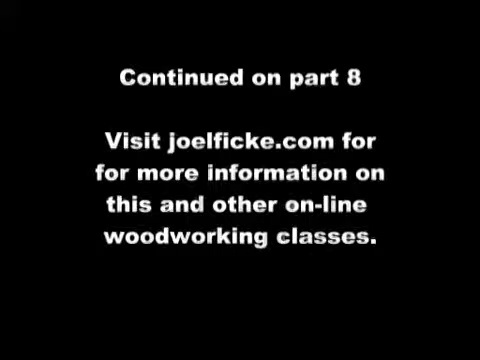 Continued on part 8
Visit joelficke.com for
for more information on
this and other on-line
woodworking classes.